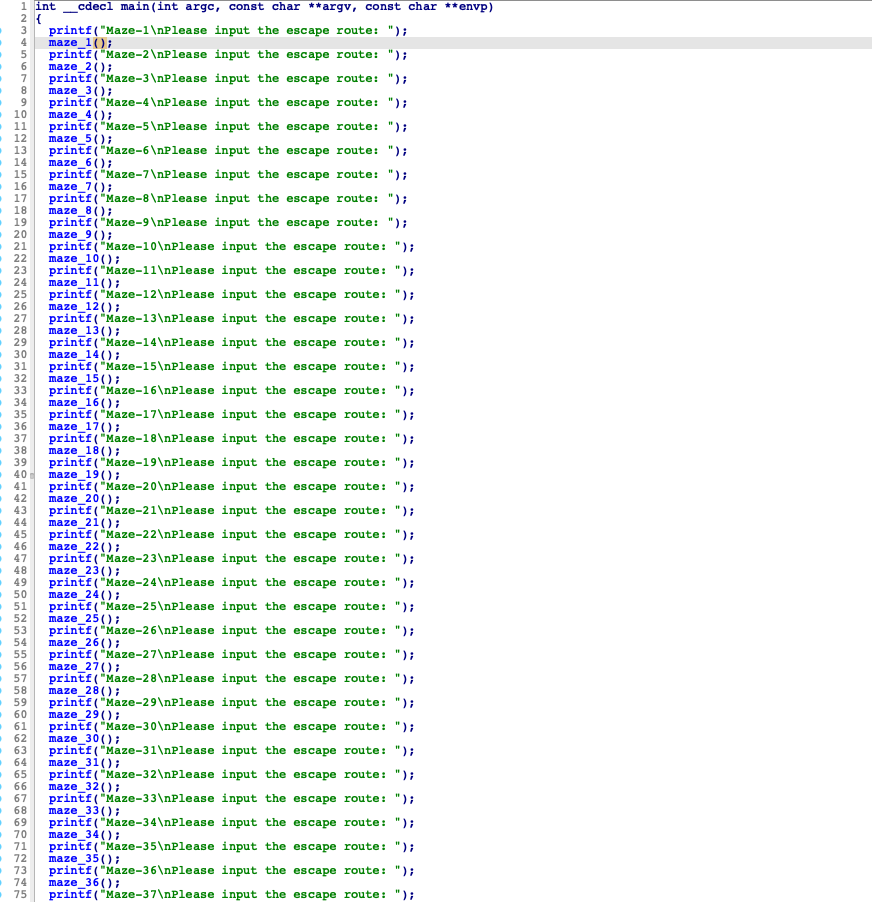 1 int __cdecl main(int argc, const char **argv, const char **envp)
2 {
3 printf("Maze-1\nPlease input the escape route: ");
4 maze_1();
5 printf("Maze-2\nPlease input the escape route: ");
6 maze_2();
7 printf("Maze-3\nPlease input the escape route: ");
8 maze_3();
9 printf("Maze-4\nPlease input the escape route: ");
10 maze_4();
11 printf("Maze-5\nPlease input the escape route: ");
12 maze_5();
13 printf("Maze-6\nPlease input the escape route: ");
14 maze_6();
15 printf("Maze-7\nPlease input the escape route: ");
16 maze_7();
17 printf("Maze-8\nPlease input the escape route: ");
18 maze_8();
19 printf("Maze-9\nPlease input the escape route: ");
20 maze_9();
21 printf("Maze-10\nPlease input the escape route: ");
22 maze_10();
23 printf("Maze-11\nPlease input the escape route: ");
24 maze_11();
25 printf("Maze-12\nPlease input the escape route: ");
26 maze_12();
27 printf("Maze-13\nPlease input the escape route: ");
28 maze_13();
29 printf("Maze-14\nPlease input the escape route: ");
30 maze_14();
31 printf("Maze-15\nPlease input the escape route: ");
32 maze_15();
33 printf("Maze-16\nPlease input the escape route: ");
34 maze_16();
35 printf("Maze-17\nPlease input the escape route: ");
36 maze_17();
37 printf("Maze-18\nPlease input the escape route: ");
38 maze_18();
39 printf("Maze-19\nPlease input the escape route: ");
40 maze_19();
41 printf("Maze-20\nPlease input the escape route: ");
42 maze_20();
43 printf("Maze-21\nPlease input the escape route: ");
44 maze_21();
45 printf("Maze-22\nPlease input the escape route: ");
46 maze_22();
47 printf("Maze-23\nPlease input the escape route: ");
48 maze_23();
49 printf("Maze-24\nPlease input the escape route: ");
50 maze_24();
51 printf("Maze-25\nPlease input the escape route: ");
52 maze_25();
53 printf("Maze-26\nPlease input the escape route: ");
54 maze_26();
55 printf("Maze-27\nPlease input the escape route: ");
56 maze_27();
57 printf("Maze-28\nPlease input the escape route: ");
58 maze_28();
59 printf("Maze-29\nPlease input the escape route: ");
60 maze_29();
61 printf("Maze-30\nPlease input the escape route: ");
62 maze_30();
63 printf("Maze-31\nPlease input the escape route: ");
64 maze_31();
65 printf("Maze-32\nPlease input the escape route: ");
66 maze_32();
67 printf("Maze-33\nPlease input the escape route: ");
68 maze_33();
69 printf("Maze-34\nPlease input the escape route: ");
70 maze_34();
71 printf("Maze-35\nPlease input the escape route: ");
72 maze_35();
73 printf("Maze-36\nPlease input the escape route: ");
74 maze_36();
75 printf("Maze-37\nPlease input the escape route: ");